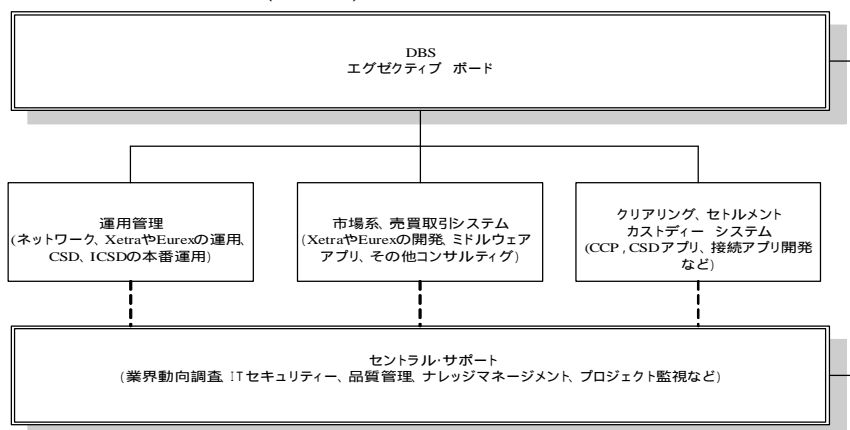 DBS
エグゼクティブ ボード
運用管理
(ネットワーク、XetraやEurexの運用、
CSD、ICSDの本番運用)
市場系、売買取引システム
(XetraやEurexの開発、ミドルウェア
アプリ、その他コンサルティグ)
クリアリング、セトルメント
カストディー システム
(CCP , CSDアプリ、接続アプリ開発
など)
セントラル・サポート
(業界動向調査、ITセキュリティー、品質管理、ナレッジマネージメント、プロジェクト監視など)